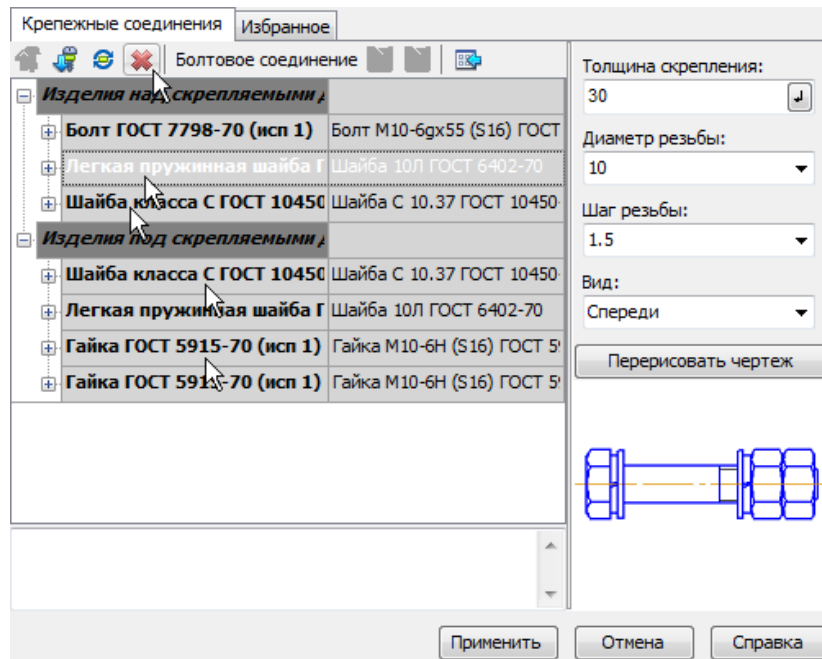 Крепежные соединения Избранное
Болтовое соединение
Изделия над скрепляемыми
Болт ГОСТ 7798-70 (исп 1) Болт М10-6gx55 (S16) ГОСТ
Легкая пружинная шайба Г Шайба 10Л ГОСТ 6402-70
Шайба класса С ГОСТ 10450 Шайба С 10.37 ГОСТ 10450-
Изделия под скрепляемыми
Шайба класса С ГОСТ 10450 Шайба С 10.37 ГОСТ 10450-
Легкая пружинная шайба Г Шайба 10Л ГОСТ 6402-70
Гайка ГОСТ 5915-70 (исп 1) Гайка М10-6Н (S16) ГОСТ 5
Гайка ГОСТ 5915-70 (исп 1) Гайка М10-6Н (S16) ГОСТ 5
Толщина скрепления:
30
Диаметр резьбы:
10
Шаг резьбы:
1.5
Вид:
Спереди
Перерисовать чертеж
Применить Отмена Справка